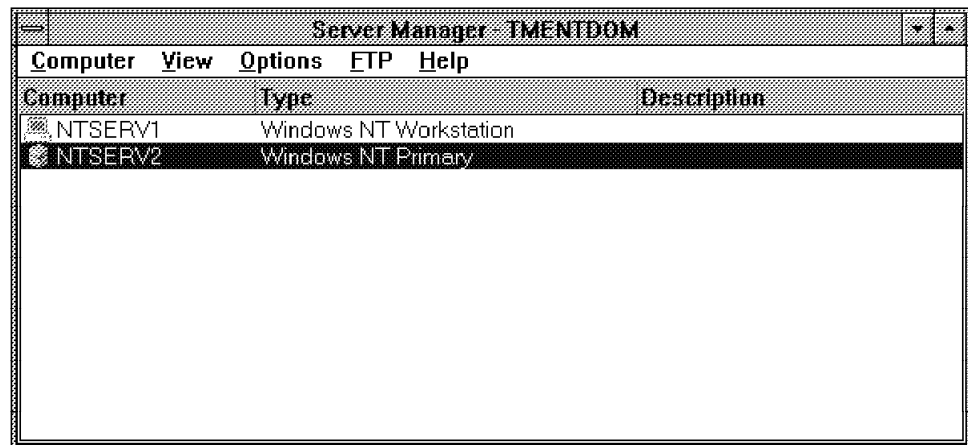 Server Manager - TMENTDOM
Computer View Options FTP Help
Computer Type Description
NTSERV1 Windows NT Workstation
NTSERV2 Windows NT Primary